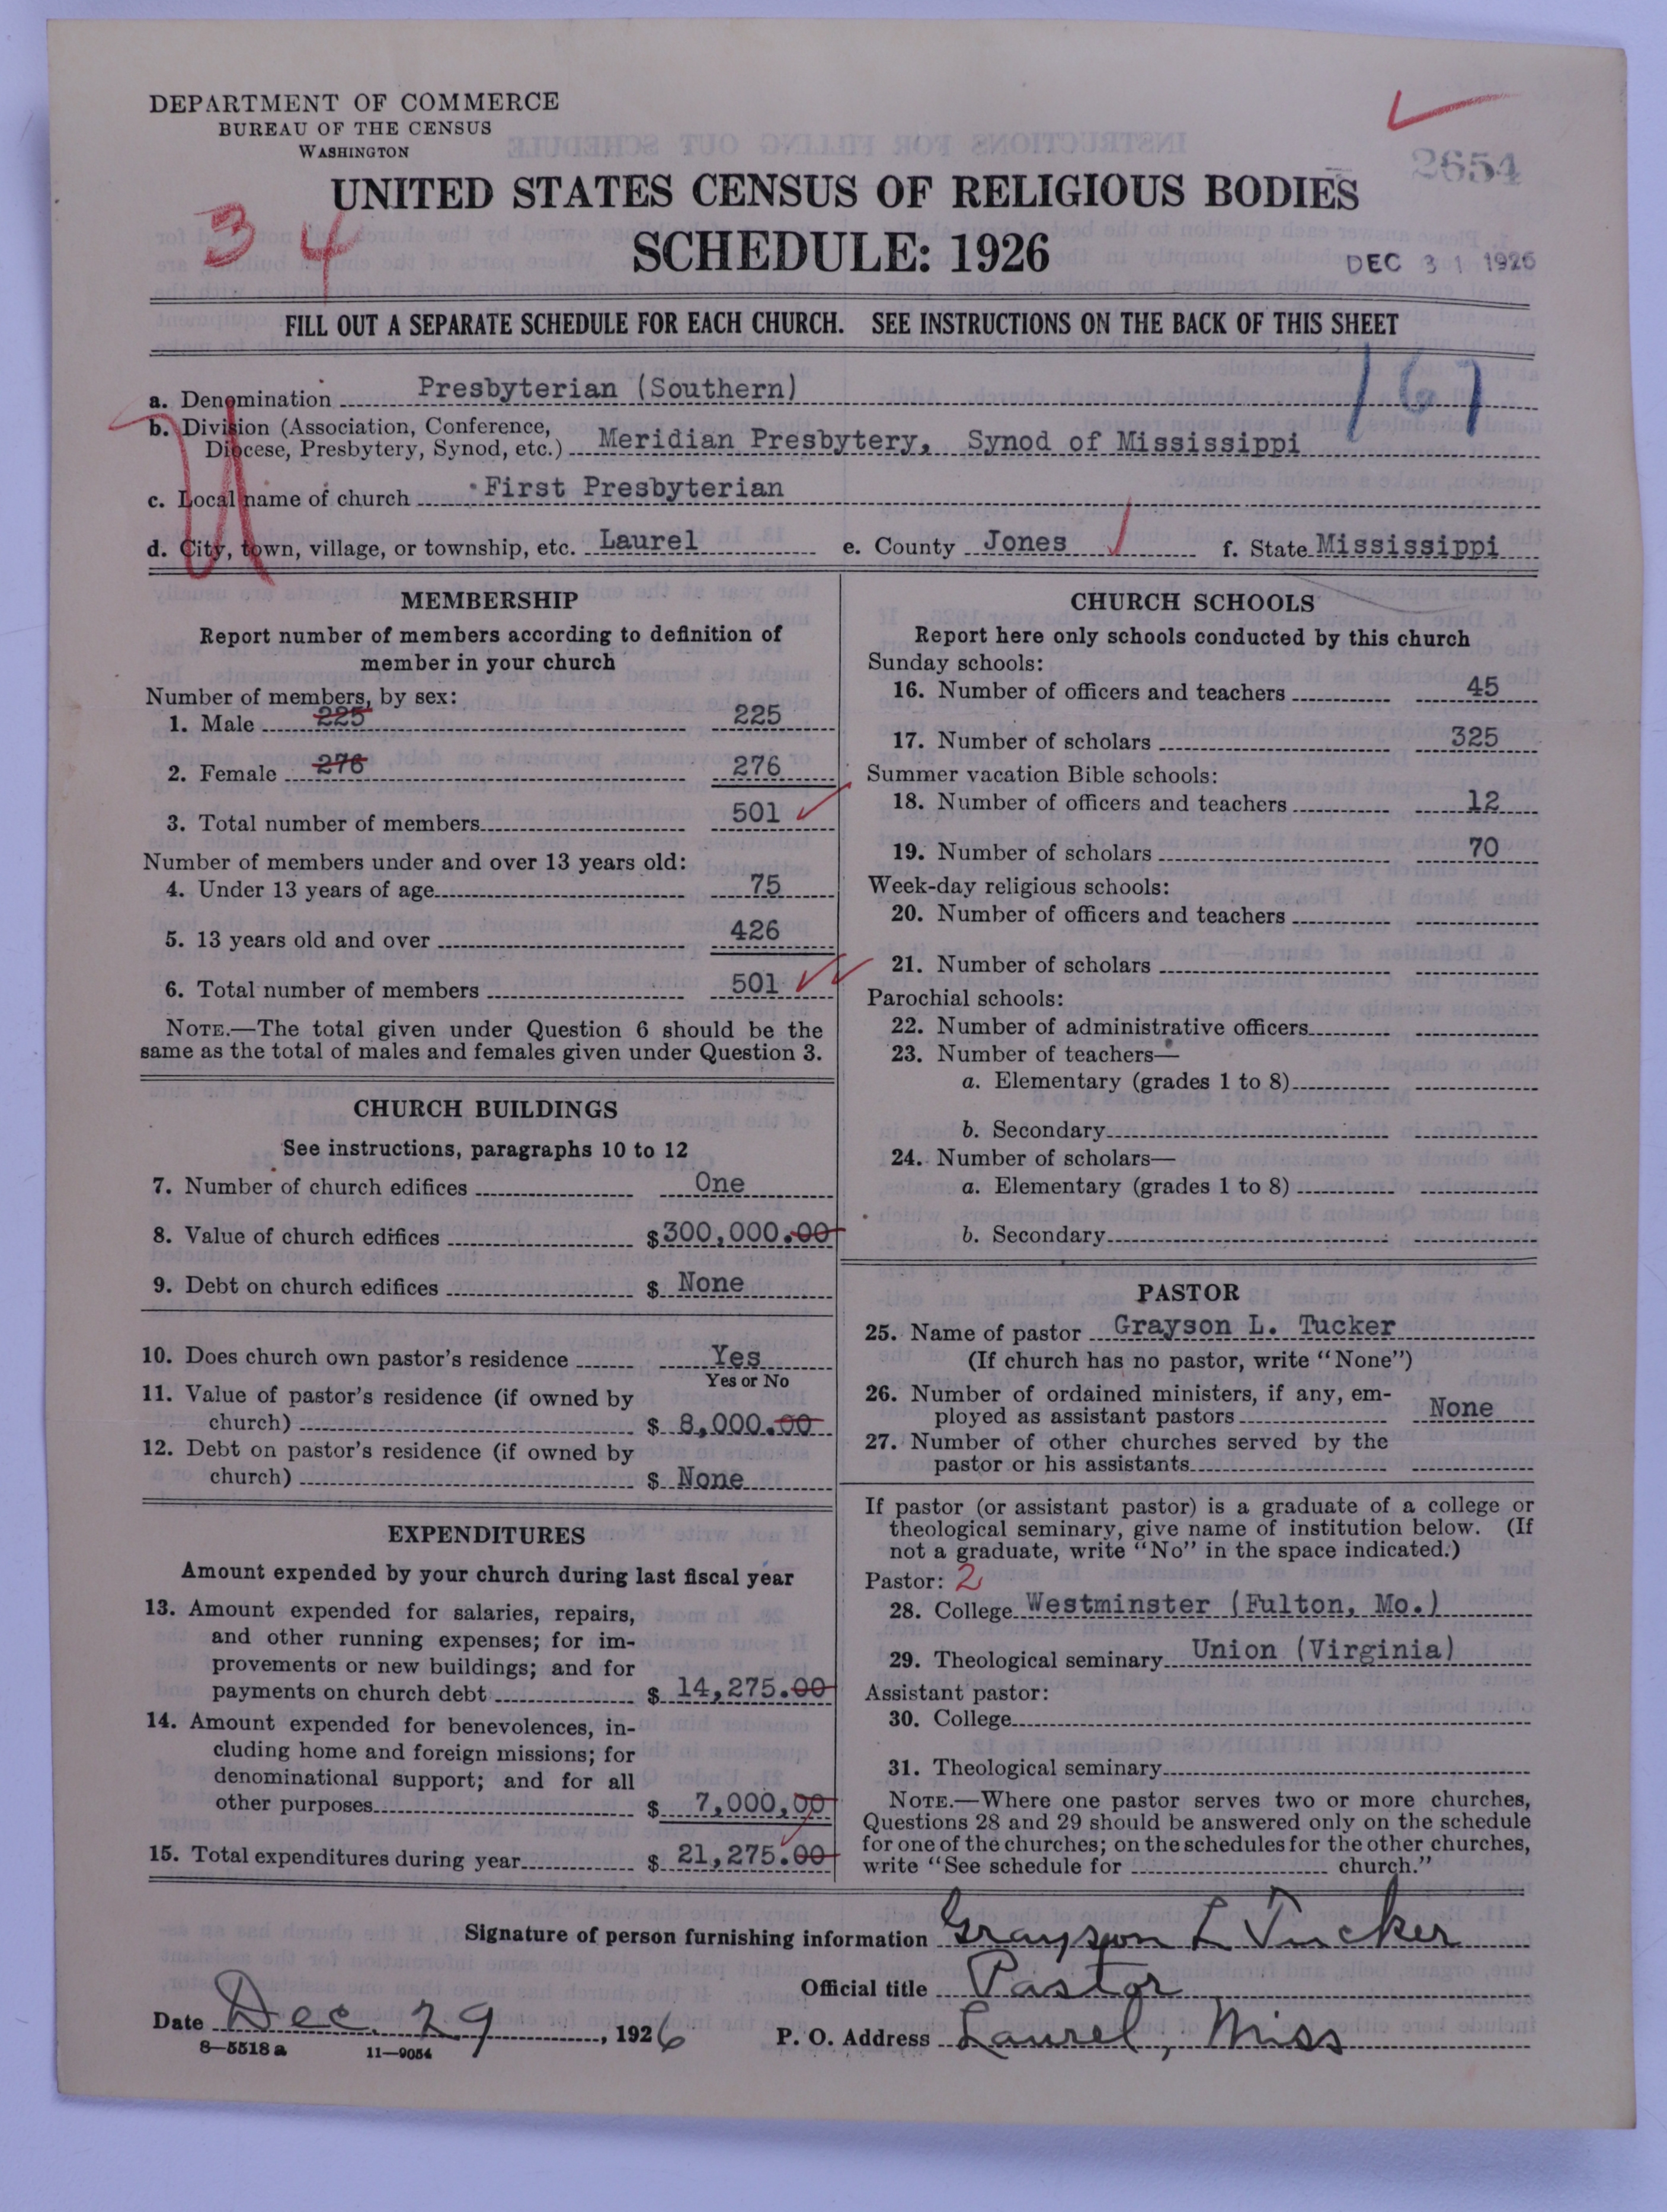 DEPARTMENT OF COMMERCE
BUREAU OF THE CENSUS
WASHINGTON
2654
UNITED STATES CENSUS OF RELIGIOUS BODIES
34
SCHEDULE: 1926
DEC 31 1926
FILL OUT A SEPARATE SCHEDULE FOR EACH CHURCH. SEE INSTRUCTIONS ON THE BACK OF THIS SHEET
167
a. Denomination Presbyterian (Southern)
b. Division (Association, Conference,
Diocese, Presbytery, Synod, etc.) Meridian Presbytery, Synod of Mississippi
c. Local name of church First Presbyterian
d. City, town, village, or township, etc. Laurel e. County Jones f. State Mississippi
MEMBERSHIP
Report number of members according to definition of
member in your church
Number of members, by sex:
1. Male 225 225
2. Female 276 276
3. Total number of members 501
Number of members under and over 13 years old:
4. Under 13 years of age 75
5. 13 years old and over 426
6. Total number of members 501
NOTE.—The total given under Question 6 should be the
same as the total of males and females given under Question 3.
CHURCH BUILDINGS
See instructions, paragraphs 10 to 12
7. Number of church edifices One
8. Value of church edifices $300,000.00
9. Debt on church edifices $ None
10. Does church own pastor's residence Yes
Yes or No
11. Value of pastor's residence (if owned by
church) $ 8,000.00
12. Debt on pastor's residence (if owned by
church) $ None
EXPENDITURES
Amount expended by your church during last fiscal year
13. Amount expended for salaries, repairs,
and other running expenses; for im-
provements or new buildings; and for
payments on church debt $ 14,275.00
14. Amount expended for benevolences, in-
cluding home and foreign missions; for
denominational support; and for all
other purposes $ 7,000,00
15. Total expenditures during year $ 21,275.00
CHURCH SCHOOLS
Report here only schools conducted by this church
Sunday schools:
16. Number of officers and teachers 45
17. Number of scholars 325
Summer vacation Bible schools:
18. Number of officers and teachers 12
19. Number of scholars 70
Week-day religious schools:
20. Number of officers and teachers
21. Number of scholars
Parochial schools:
22. Number of administrative officers
23. Number of teachers—
a. Elementary (grades 1 to 8)
b. Secondary
24. Number of scholars—
a. Elementary (grades 1 to 8)
b. Secondary
PASTOR
25. Name of pastor Grayson L. Tucker
(If church has no pastor, write "None")
26. Number of ordained ministers, if any, em-
ployed as assistant pastors None
27. Number of other churches served by the
pastor or his assistants
If pastor (or assistant pastor) is a graduate of a college or
theological seminary, give name of institution below. (If
not a graduate, write "No" in the space indicated.)
Pastor: 2
28. College Westminster (Fulton, Mo.)
29. Theological seminary Union (Virginia)
Assistant pastor:
30. College
31. Theological seminary
NOTE.—Where one pastor serves two or more churches,
Questions 28 and 29 should be answered only on the schedule
for one of the churches; on the schedules for the other churches,
write "See schedule for church."
Signature of person furnishing information Grayson L Tucker
Official title Pastor
Date Dec. 29, 1926 P. O. Address Laurel, Miss
8-5518a 11-9054